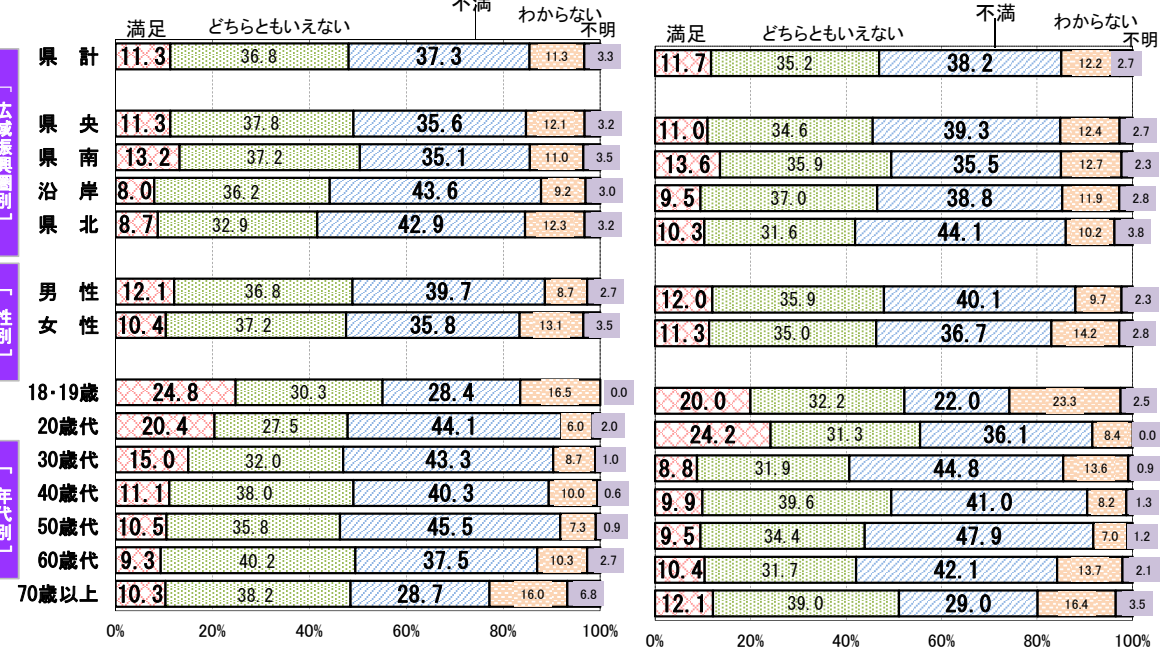 満足 どちらともいえない 不満 わからない 不明
県 計 11.3 36.8 37.3 11.3 3.3
［広域振興圏別］
県 央 11.3 37.8 35.6 12.1 3.2
県 南 13.2 37.2 35.1 11.0 3.5
沿 岸 8.0 36.2 43.6 9.2 3.0
県 北 8.7 32.9 42.9 12.3 3.2
［性別］
男 性 12.1 36.8 39.7 8.7 2.7
女 性 10.4 37.2 35.8 13.1 3.5
［年代別］
18・19歳 24.8 30.3 28.4 16.5 0.0
20歳代 20.4 27.5 44.1 6.0 2.0
30歳代 15.0 32.0 43.3 8.7 1.0
40歳代 11.1 38.0 40.3 10.0 0.6
50歳代 10.5 35.8 45.5 7.3 0.9
60歳代 9.3 40.2 37.5 10.3 2.7
70歳以上 10.3 38.2 28.7 16.0 6.8
0% 20% 40% 60% 80% 100%
満足 どちらともいえない 不満 わからない 不明
11.7 35.2 38.2 12.2 2.7
11.0 34.6 39.3 12.4 2.7
13.6 35.9 35.5 12.7 2.3
9.5 37.0 38.8 11.9 2.8
10.3 31.6 44.1 10.2 3.8
12.0 35.9 40.1 9.7 2.3
11.3 35.0 36.7 14.2 2.8
20.0 32.2 22.0 23.3 2.5
24.2 31.3 36.1 8.4 0.0
8.8 31.9 44.8 13.6 0.9
9.9 39.6 41.0 8.2 1.3
9.5 34.4 47.9 7.0 1.2
10.4 31.7 42.1 13.7 2.1
12.1 39.0 29.0 16.4 3.5
0% 20% 40% 60% 80% 100%